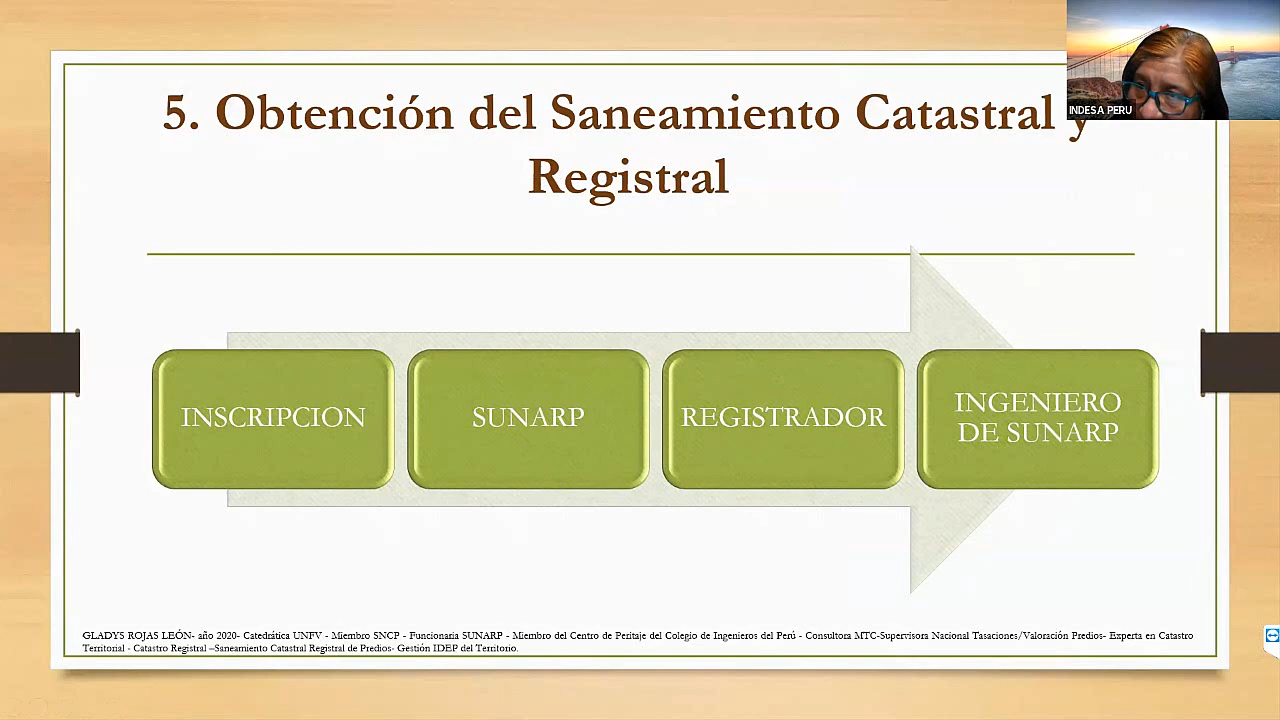 5. Obtención del Saneamiento Catastral y
Registral
INDESA PERU
INSCRIPCION
SUNARP
REGISTRADOR
INGENIERO
DE SUNARP
GLADYS ROJAS LEÓN- año 2020- Catedrática UNFV - Miembro SNCP - Funcionaria SUNARP - Miembro del Centro de Peritaje del Colegio de Ingenieros del Perú - Consultora MTC-Supervisora Nacional Tasaciones/Valoración Predios- Experta en Catastro
Territorial - Catastro Registral –Saneamiento Catastral Registral de Predios- Gestión IDEP del Territorio.